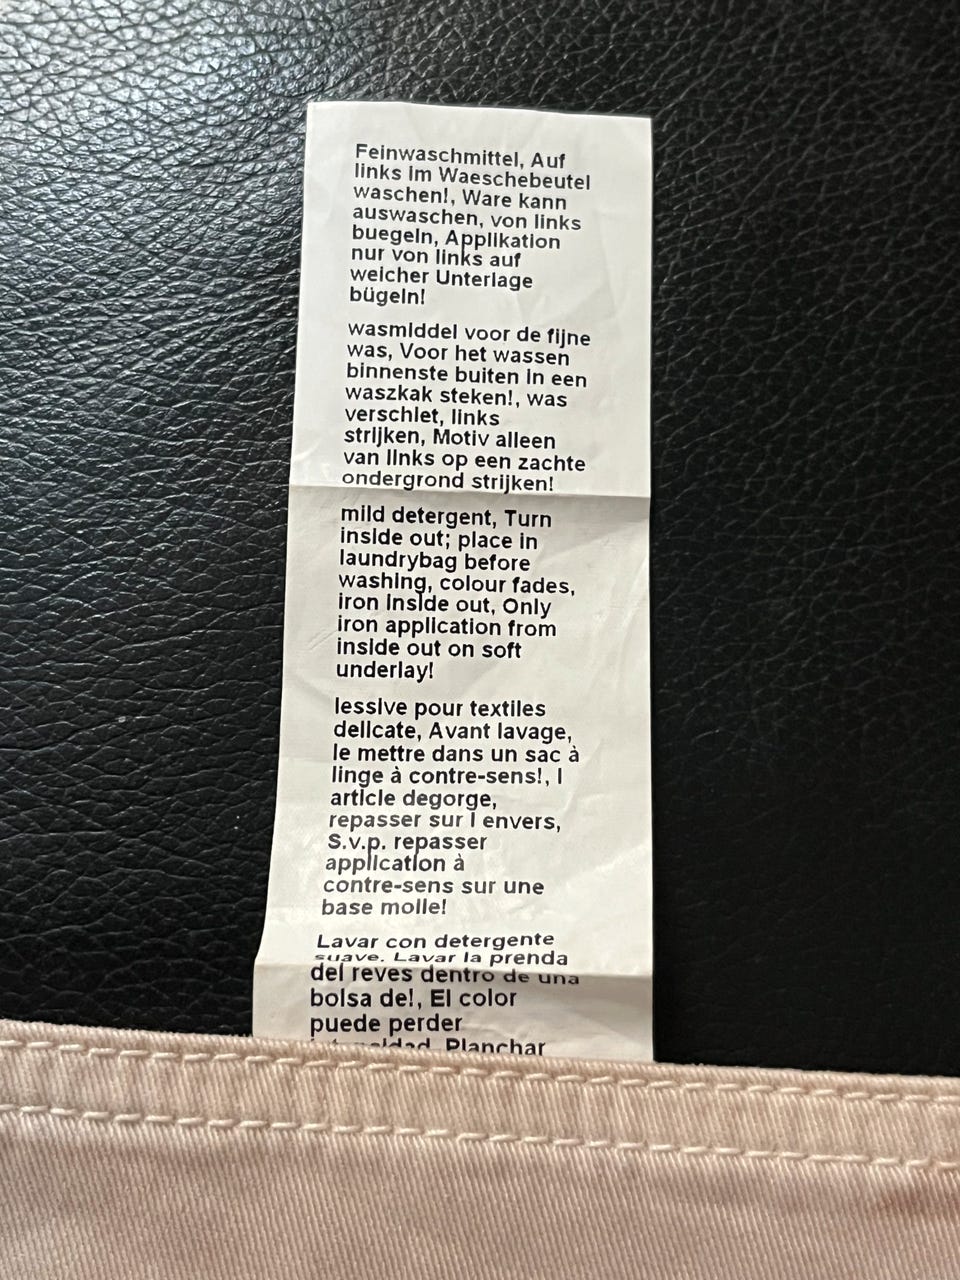 Feinwaschmittel, Auf
links im Waeschebeutel
waschen!, Ware kann
auswaschen, von links
buegeln, Applikation
nur von links auf
weicher Unterlage
bügeln!
wasmiddel voor de fijne
was, Voor het wassen
binnenste buiten in een
waszkak steken!, was
verschiet, links
strijken, Motiv alleen
van links op een zachte
ondergrond strijken!
mild detergent, Turn
inside out; place in
laundrybag before
washing, colour fades,
iron inside out, Only
iron application from
inside out on soft
underlay!
lessive pour textiles
delicate, Avant lavage,
le mettre dans un sac à
linge à contre-sens!, l
article degorge,
repasser sur l envers,
S.v.p. repasser
application à
contre-sens sur une
base molle!
Lavar con detergente
suave. Lavar la prenda
del reves dentro de una
bolsa de!, El color
puede perder
Planchar